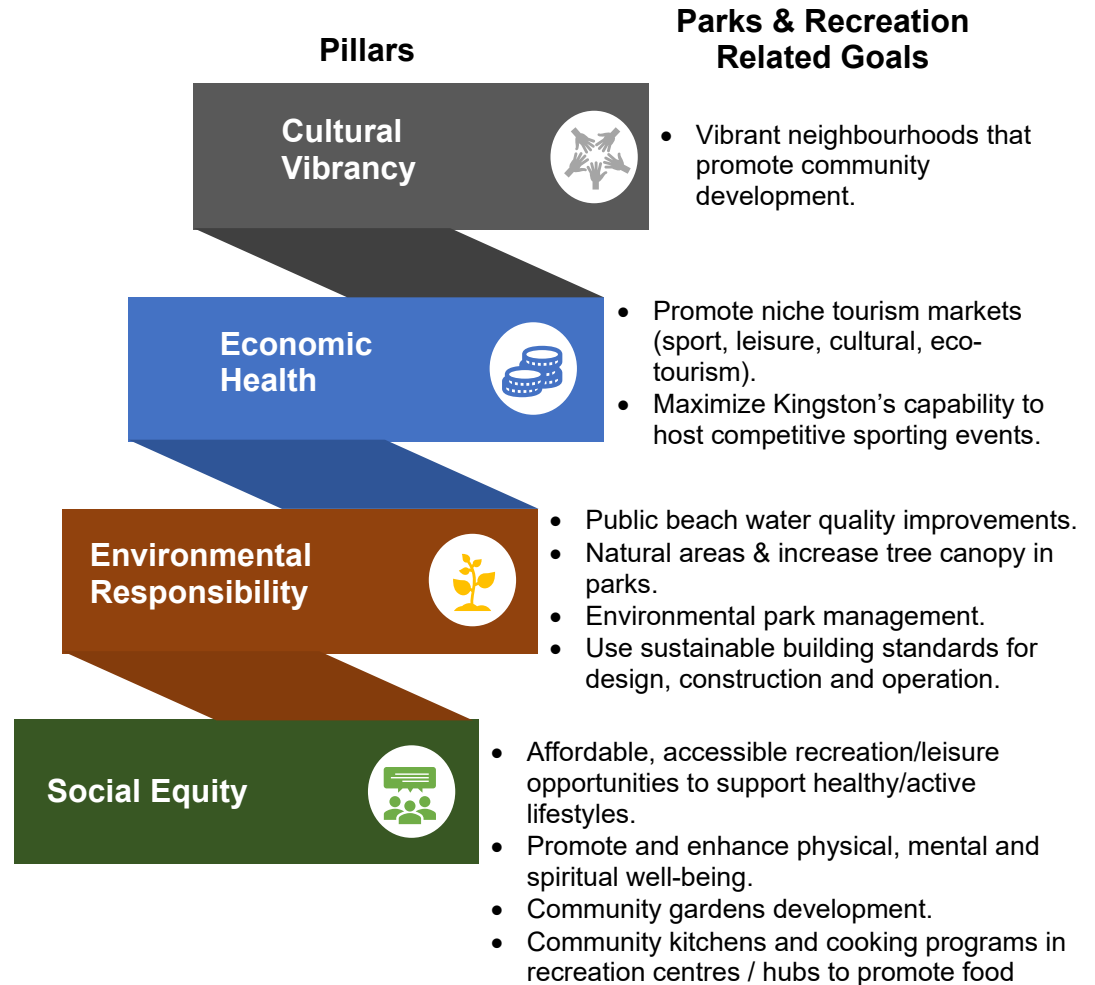 Pillars
Parks & Recreation
Related Goals
Cultural
Vibrancy
• Vibrant neighbourhoods that
promote community
development.
Economic
Health
• Promote niche tourism markets
(sport, leisure, cultural, eco-
tourism).
• Maximize Kingston’s capability to
host competitive sporting events.
Environmental
Responsibility
• Public beach water quality improvements.
• Natural areas & increase tree canopy in
parks.
• Environmental park management.
• Use sustainable building standards for
design, construction and operation.
Social Equity
• Affordable, accessible recreation/leisure
opportunities to support healthy/active
lifestyles.
• Promote and enhance physical, mental and
spiritual well-being.
• Community gardens development.
• Community kitchens and cooking programs in
recreation centres / hubs to promote food